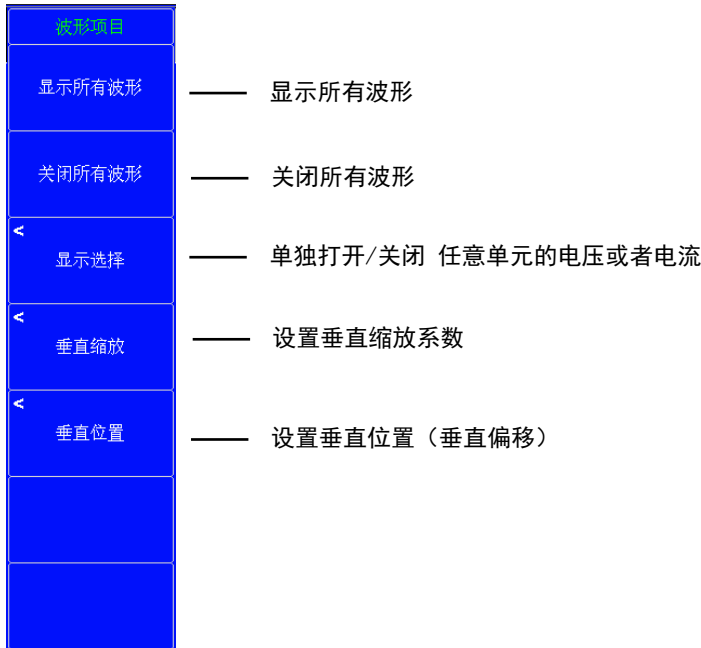 波形项目
显示所有波形
显示所有波形
关闭所有波形
关闭所有波形
<
显示选择
单独打开/关闭 任意单元的电压或者电流
<
垂直缩放
设置垂直缩放系数
<
垂直位置
设置垂直位置（垂直偏移）